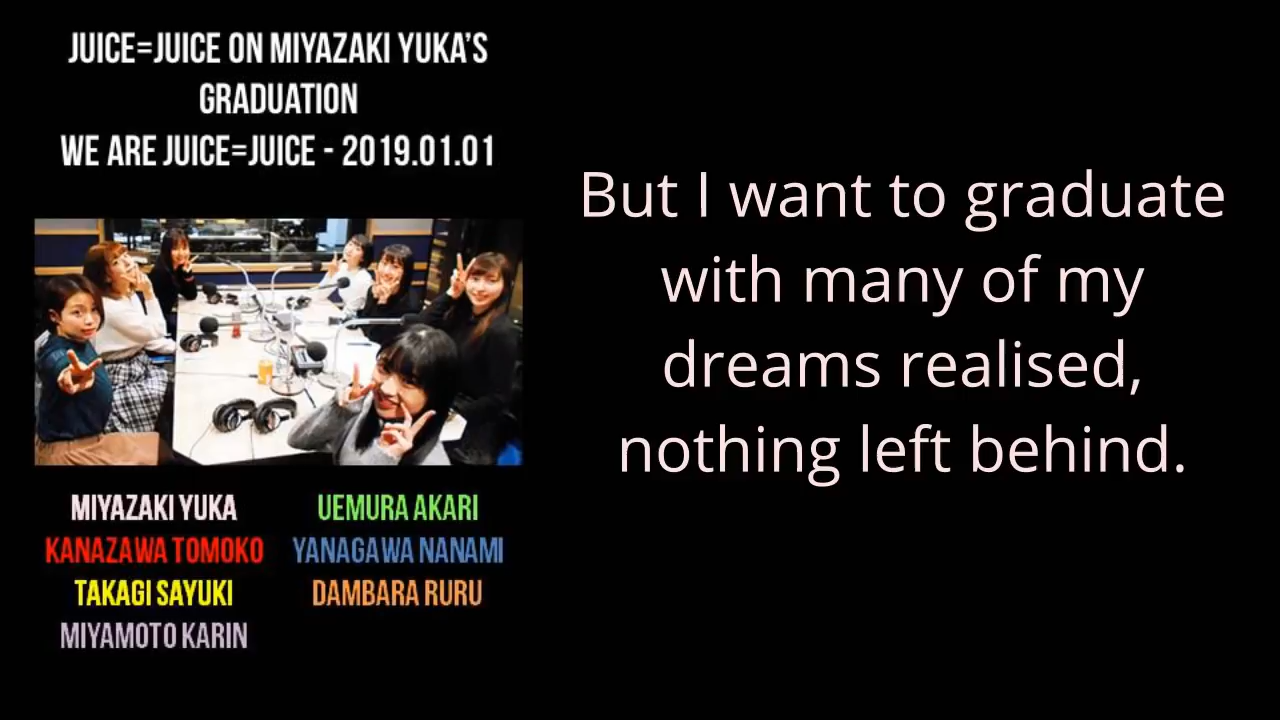 JUICE=JUICE ON MIYAZAKI YUKA'S
GRADUATION
WE ARE JUICE=JUICE - 2019.01.01
But I want to graduate
with many of my
dreams realised,
nothing left behind.
MIYAZAKI YUKA
KANAZAWA TOMOKO
TAKAGI SAYUKI
MIYAMOTO KARIN
UEMURA AKARI
YANAGAWA NANAMI
DAMBARA RURU